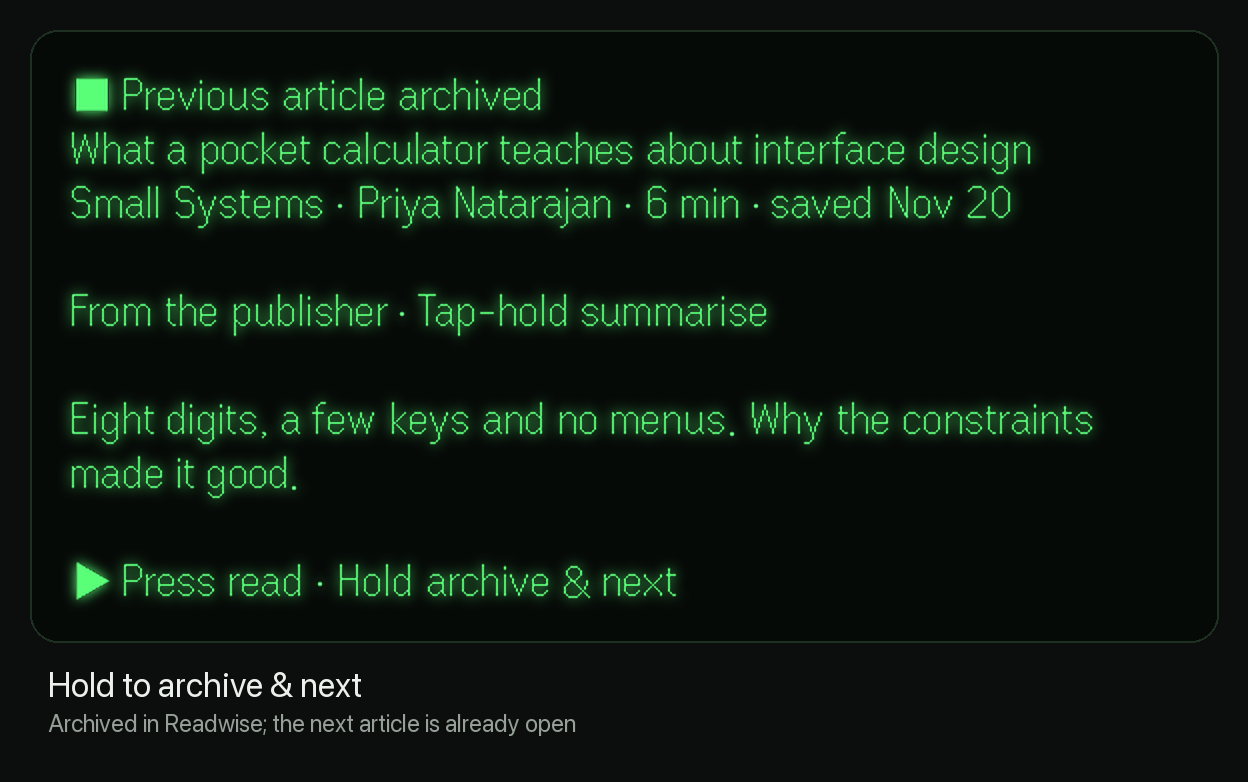 Previous article archived
What a pocket calculator teaches about interface design
Small Systems · Priya Natarajan · 6 min · saved Nov 20
From the publisher · Tap-hold summarise
Eight digits, a few keys and no menus. Why the constraints
made it good.
Press read · Hold archive & next
Hold to archive & next
Archived in Readwise; the next article is already open